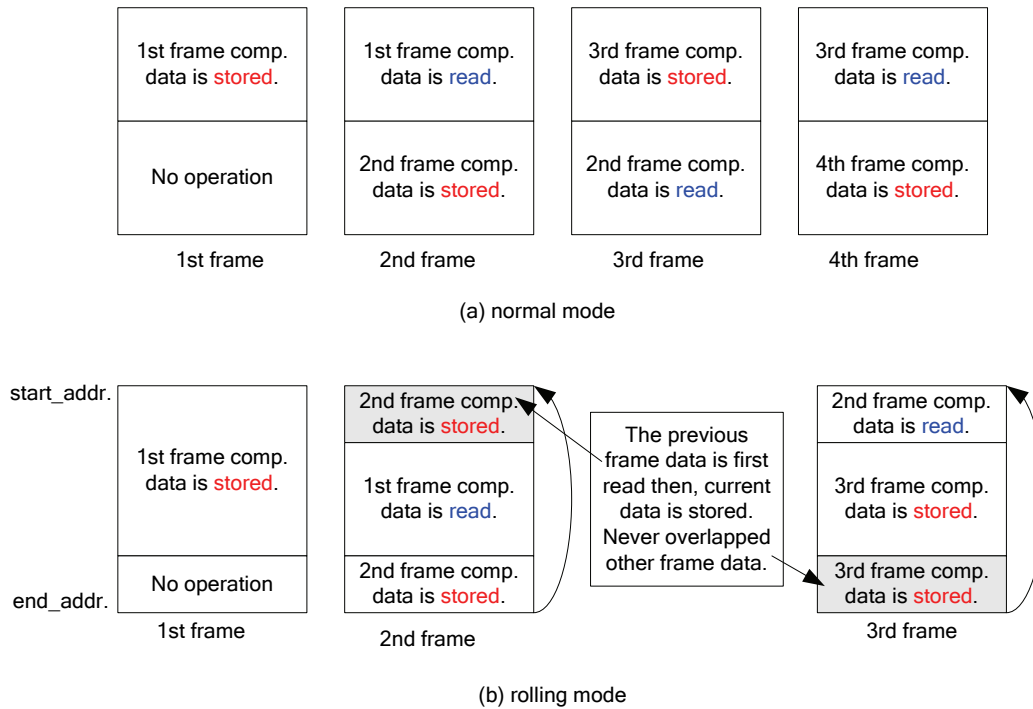 1st frame comp.
data is stored.
No operation
1st frame
1st frame comp.
data is read.
2nd frame comp.
data is stored.
2nd frame
3rd frame comp.
data is stored.
2nd frame comp.
data is read.
3rd frame
3rd frame comp.
data is read.
4th frame comp.
data is stored.
4th frame
(a) normal mode
start_addr.
end_addr.
1st frame comp.
data is stored.
No operation
1st frame
2nd frame comp.
data is stored.
1st frame comp.
data is read.
2nd frame comp.
data is stored.
2nd frame
The previous
frame data is first
read then, current
data is stored.
Never overlapped
other frame data.
2nd frame comp.
data is read.
3rd frame comp.
data is stored.
3rd frame comp.
data is stored.
3rd frame
(b) rolling mode